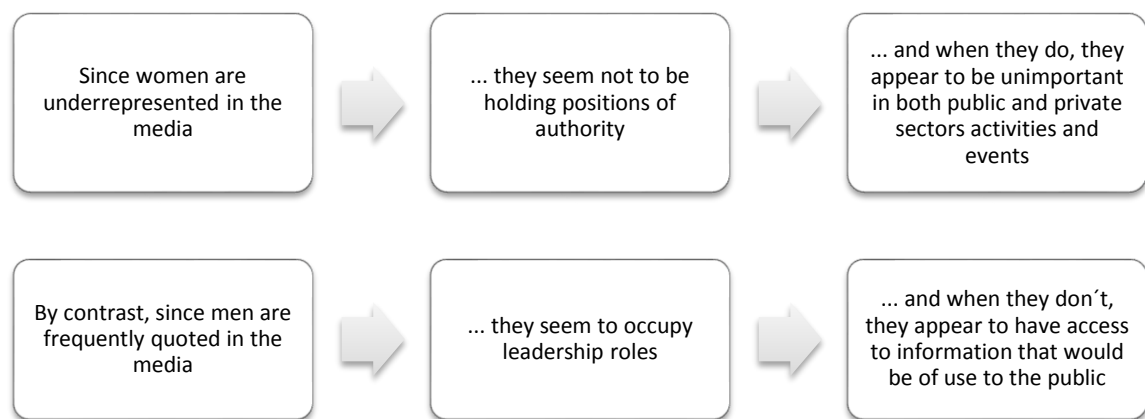 Since women are
underrepresented in the
media
... they seem not to be
holding positions of
authority
... and when they do, they
appear to be unimportant
in both public and private
sectors activities and
events
By contrast, since men are
frequently quoted in the
media
... they seem to occupy
leadership roles
... and when they don´t,
they appear to have access
to information that would
be of use to the public